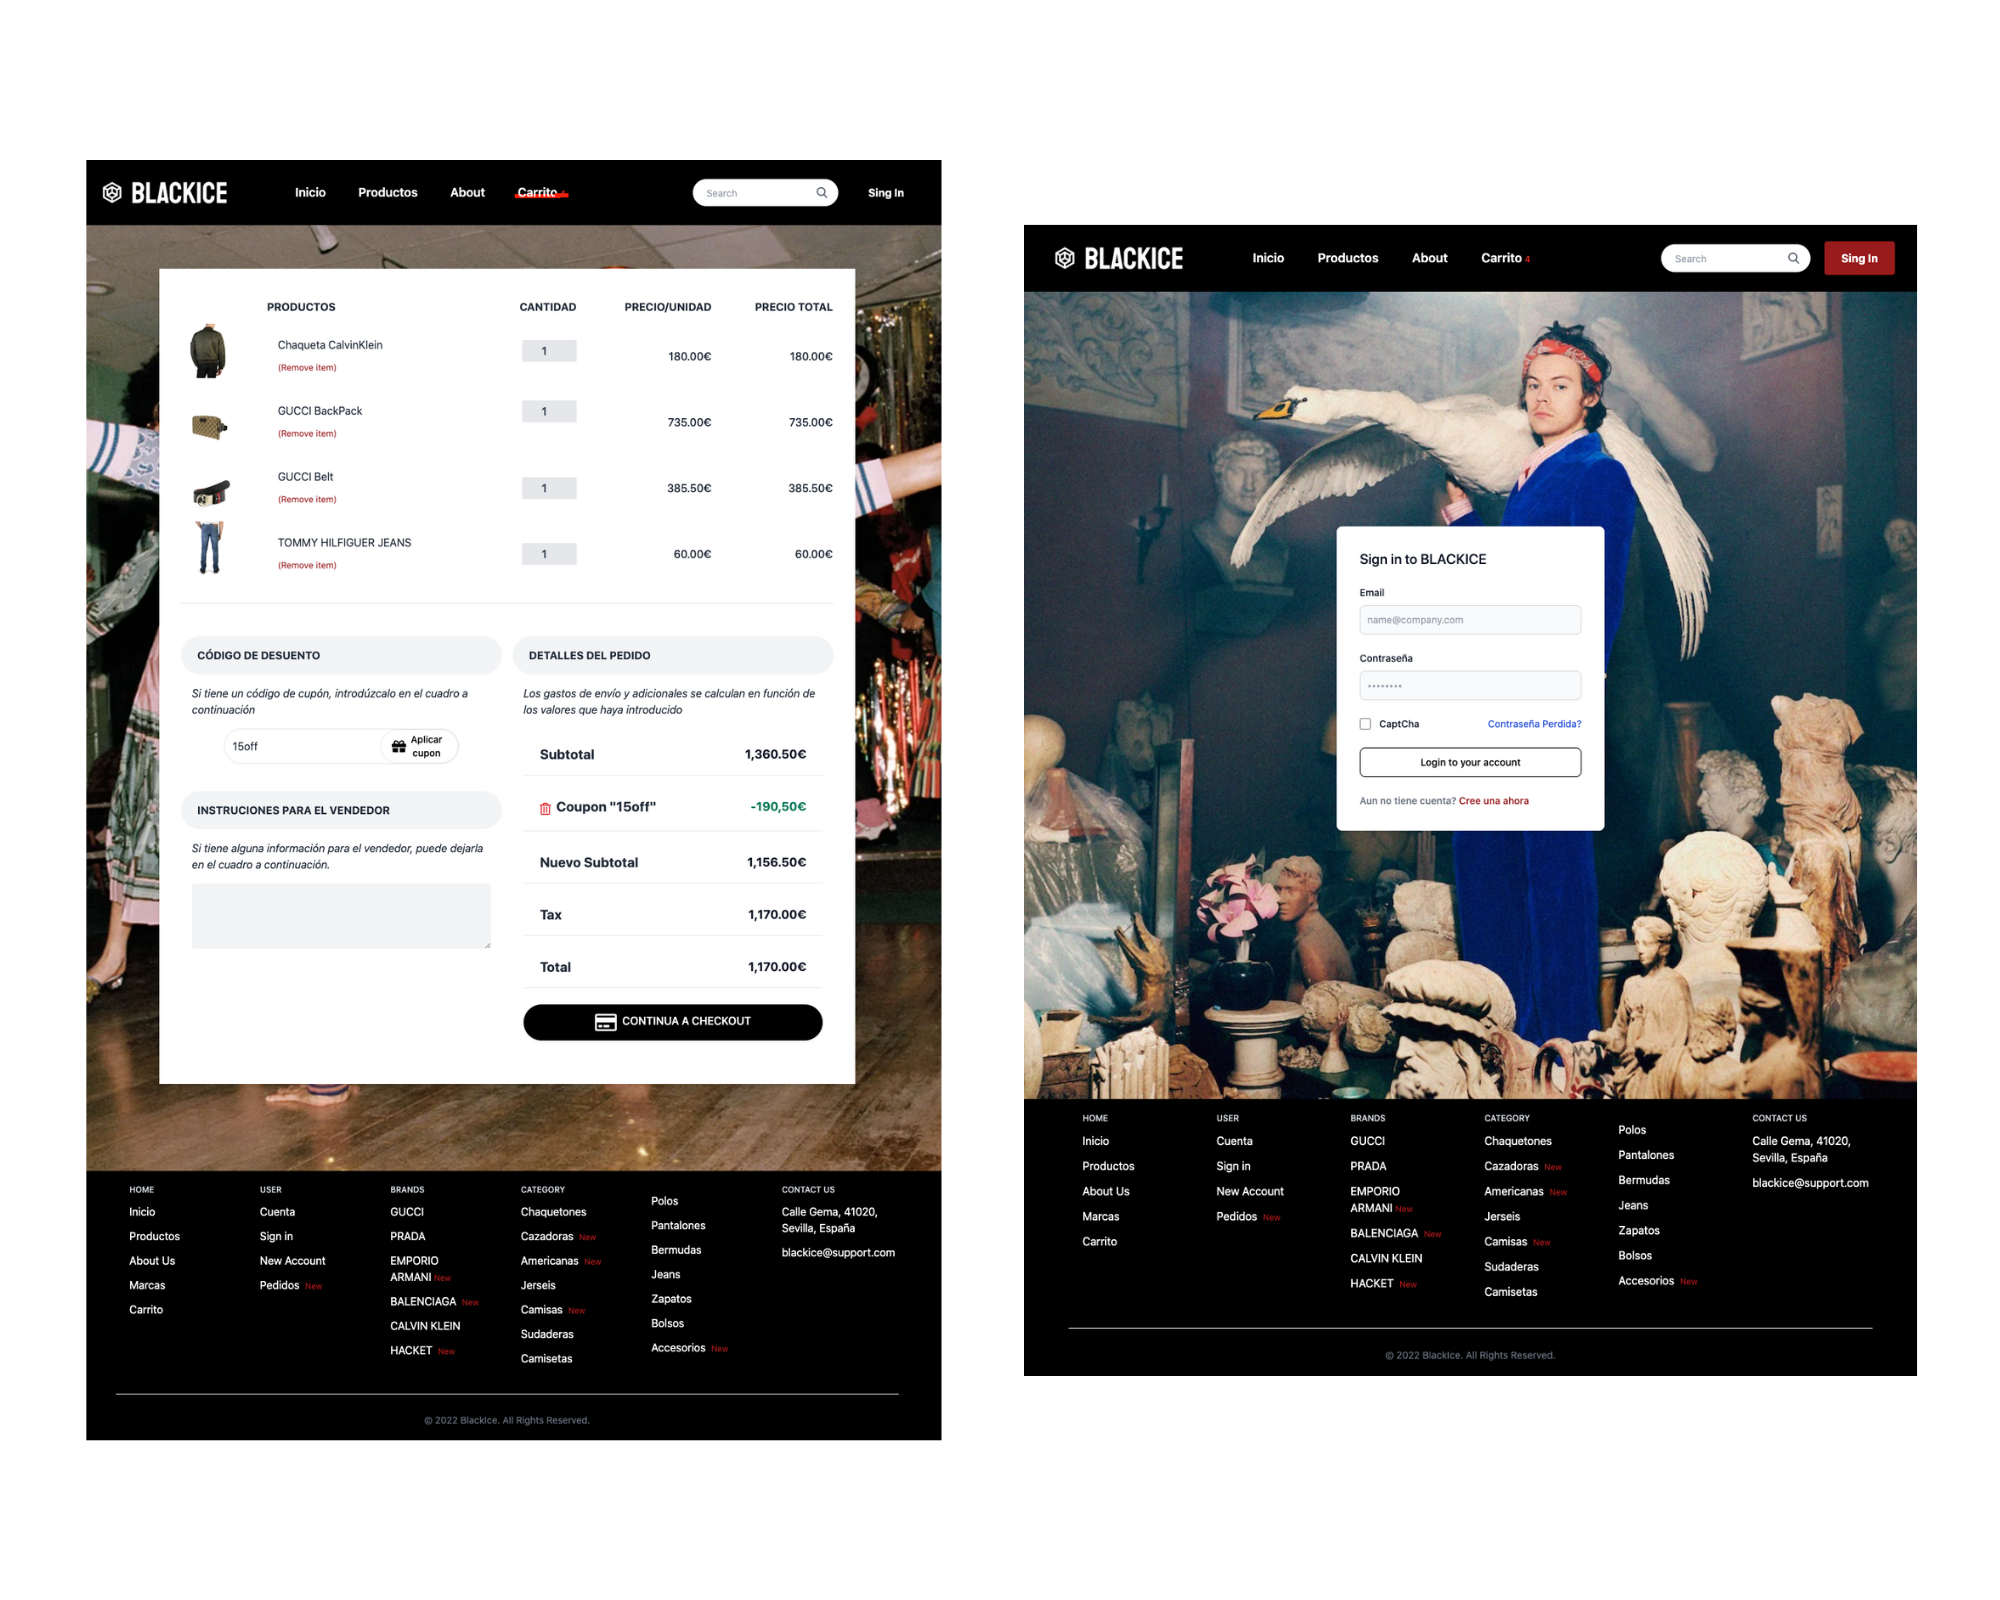 BLACKICE Inicio Productos About Carrito Search Sing In
PRODUCTOS CANTIDAD PRECIO/UNIDAD PRECIO TOTAL
Chaqueta CalvinKlein 1 180.00€ 180.00€
(Remove item)
GUCCI BackPack 1 735.00€ 735.00€
(Remove item)
GUCCI Belt 1 385.50€ 385.50€
(Remove item)
TOMMY HILFIGUER JEANS 1 60.00€ 60.00€
(Remove item)
CÓDIGO DE DESUENTO
Si tiene un código de cupón, introdúzcalo en el cuadro a
continuación
15off
Aplicar
cupon
INSTRUCIONES PARA EL VENDEDOR
Si tiene alguna información para el vendedor, puede dejarla
en el cuadro a continuación.
DETALLES DEL PEDIDO
Los gastos de envío y adicionales se calculan en función de
los valores que haya introducido
Subtotal 1,360.50€
Coupon "15off" -190,50€
Nuevo Subtotal 1,156.50€
Tax 1,170.00€
Total 1,170.00€
CONTINUA A CHECKOUT
HOME
Inicio
Productos
About Us
Marcas
Carrito
USER
Cuenta
Sign in
New Account
Pedidos New
BRANDS
GUCCI
PRADA
EMPORIO
ARMANI New
BALENCIAGA New
CALVIN KLEIN
HACKET New
CATEGORY
Chaquetones
Cazadoras New
Americanas New
Jerseis
Camisas New
Sudaderas
Camisetas
Polos
Pantalones
Bermudas
Jeans
Zapatos
Bolsos
Accesorios New
CONTACT US
Calle Gema, 41020,
Sevilla, España
blackice@support.com
© 2022 BlackIce. All Rights Reserved.
BLACKICE Inicio Productos About Carrito 4 Search Sing In
Sign in to BLACKICE
Email
name@company.com
Contraseña
CaptCha Contraseña Perdida?
Login to your account
Aun no tiene cuenta? Cree una ahora
HOME
Inicio
Productos
About Us
Marcas
Carrito
USER
Cuenta
Sign in
New Account
Pedidos New
BRANDS
GUCCI
PRADA
EMPORIO
ARMANI New
BALENCIAGA New
CALVIN KLEIN
HACKET New
CATEGORY
Chaquetones
Cazadoras New
Americanas New
Jerseis
Camisas New
Sudaderas
Camisetas
Polos
Pantalones
Bermudas
Jeans
Zapatos
Bolsos
Accesorios New
CONTACT US
Calle Gema, 41020,
Sevilla, España
blackice@support.com
© 2022 BlackIce. All Rights Reserved.